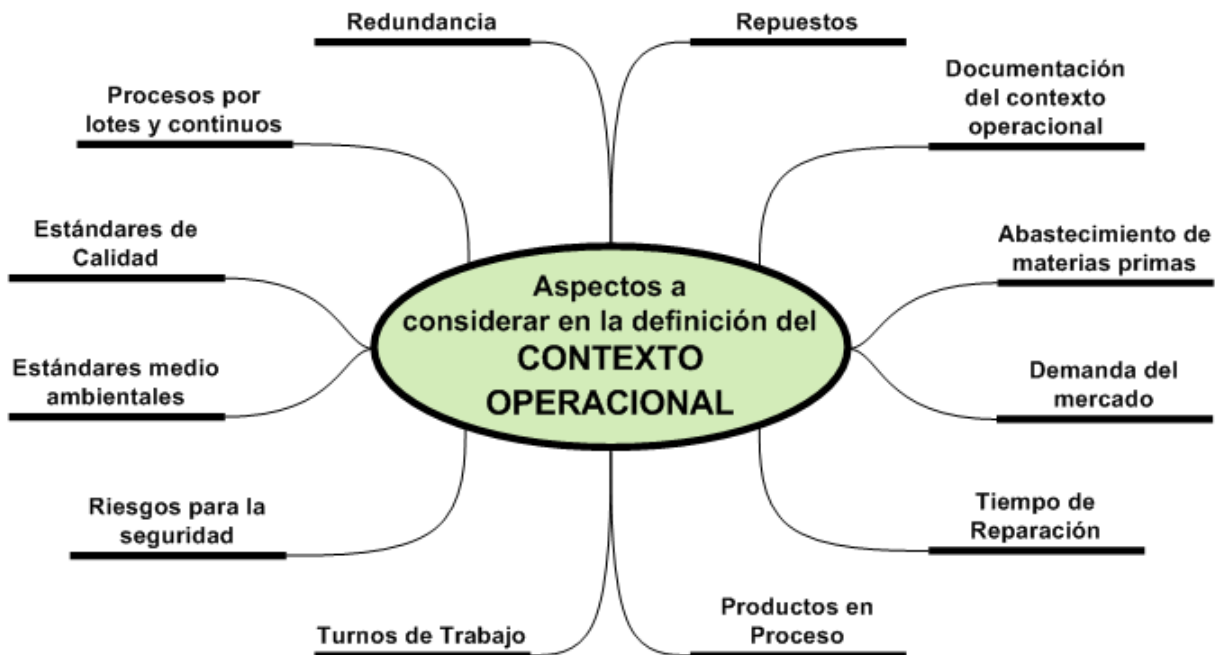 Redundancia
Repuestos
Documentación
del contexto
operacional
Procesos por
lotes y continuos
Estándares de
Calidad
Abastecimiento de
materias primas
Aspectos a
considerar en la definición del
CONTEXTO
OPERACIONAL
Estándares medio
ambientales
Demanda del
mercado
Riesgos para la
seguridad
Tiempo de
Reparación
Turnos de Trabajo
Productos en
Proceso